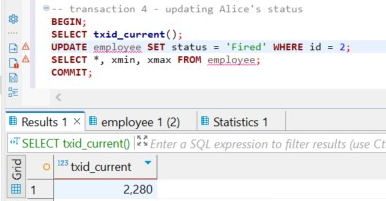 -- transaction 4 - updating Alice's status
BEGIN;
SELECT txid_current();
UPDATE employee SET status = 'Fired' WHERE id = 2;
SELECT *, xmin, xmax FROM employee;
COMMIT;
Results 1 × employee 1 (2) Statistics 1
SELECT txid_current() Enter a SQL expression to filter results (use Ct
Grid
123 txid_current
1 2,280